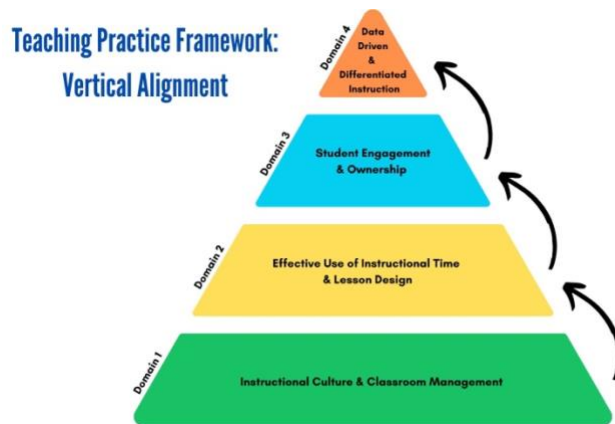 Teaching Practice Framework:
Vertical Alignment
Domain 4
Data
Driven
&
Differentiated
Instruction
Domain 3
Student Engagement
& Ownership
Domain 2
Effective Use of Instructional Time
& Lesson Design
Domain 1
Instructional Culture & Classroom Management